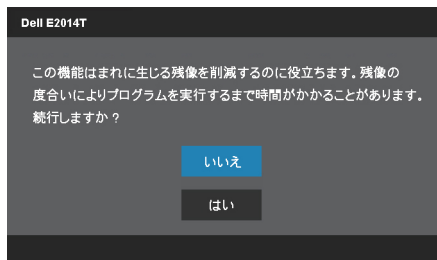 Dell E2014T
この機能はまれに生じる残像を削減するのに役立ちます。残像の
度合いによりプログラムを実行するまで時間がかかることがあります。
続行しますか ?
いいえ
はい